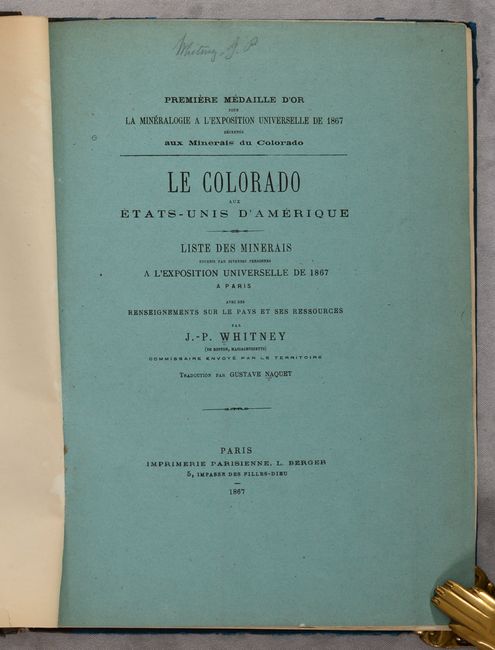 Whitney, J. P.
PREMIÈRE MÉDAILLE D'OR
POUR
LA MINÉRALOGIE A L'EXPOSITION UNIVERSELLE DE 1867
DÉCERNÉE
aux Minerais du Colorado
LE COLORADO
AUX
ÉTATS-UNIS D'AMÉRIQUE
LISTE DES MINERAIS
FOURNIS PAR DIVERSES PERSONNES
A L'EXPOSITION UNIVERSELLE DE 1867
A PARIS
AVEC DES
RENSEIGNEMENTS SUR LE PAYS ET SES RESSOURCES
PAR
J.-P. WHITNEY
(DE BOSTON, MASSACHUSETTS)
COMMISSAIRE ENVOYÉ PAR LE TERRITOIRE
TRADUCTION PAR GUSTAVE NAQUET
PARIS
IMPRIMERIE PARISIENNE, L. BERGER
5, IMPASSE DES FILLES-DIEU
1867